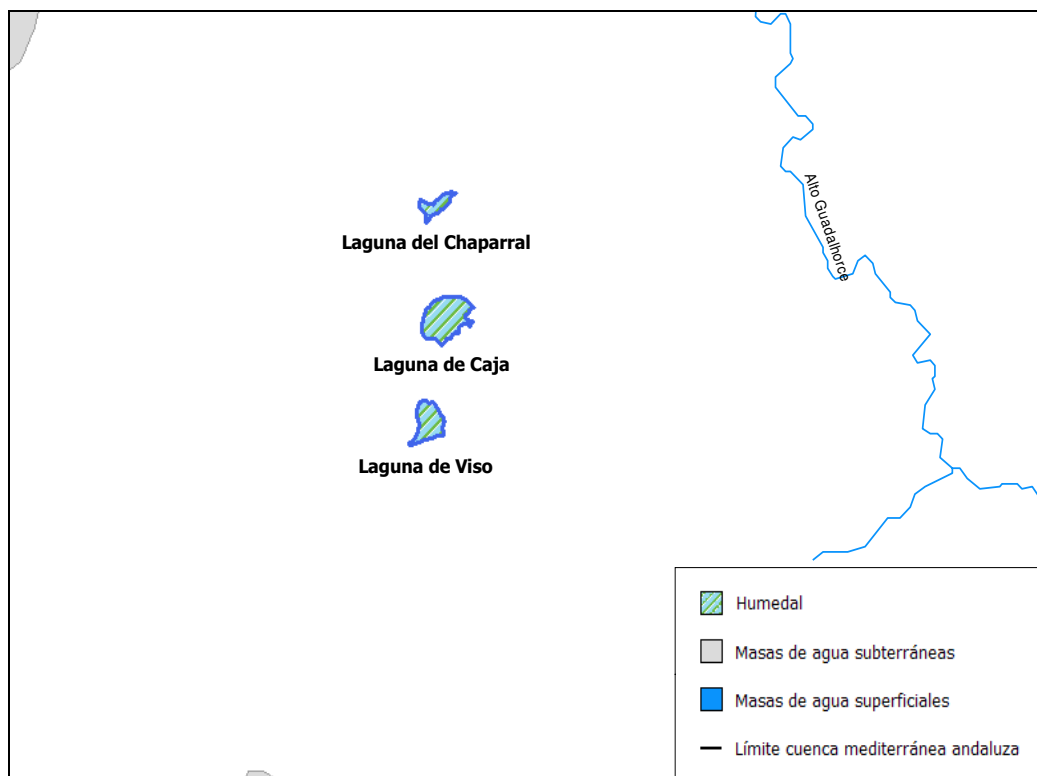 Alto Guadalhorce
Laguna del Chaparral
Laguna de Caja
Laguna de Viso
Humedal
Masas de agua subterráneas
Masas de agua superficiales
Límite cuenca mediterránea andaluza